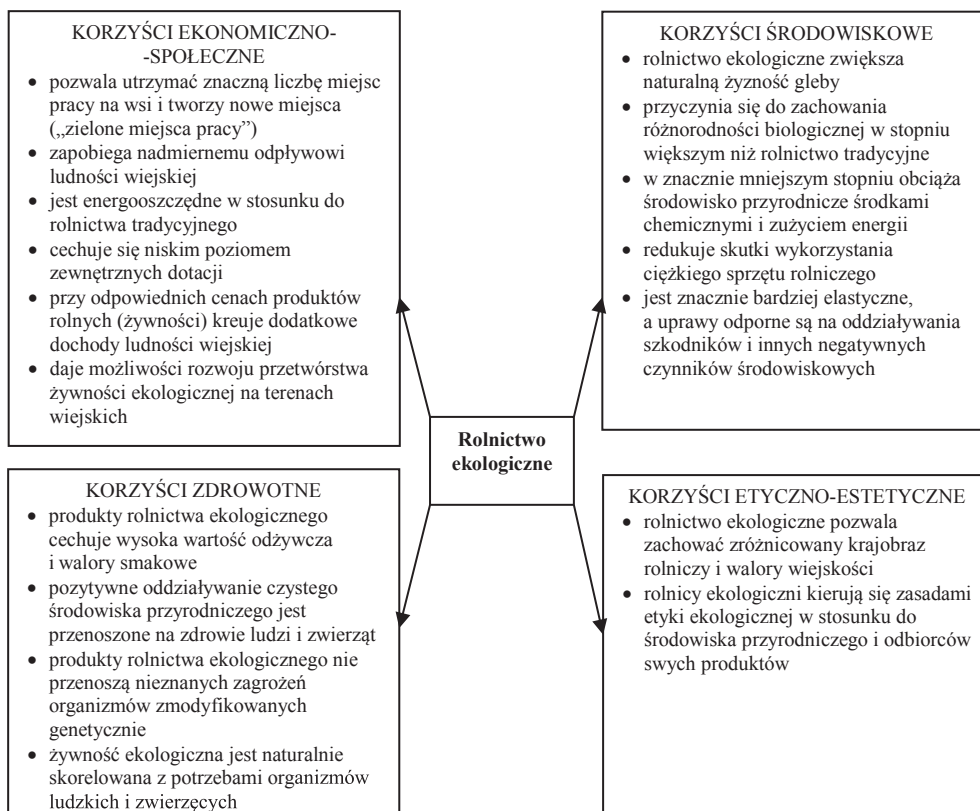 KORZYŚCI EKONOMICZNO-
-SPOŁECZNE
• pozwala utrzymać znaczną liczbę miejsc
pracy na wsi i tworzy nowe miejsca
(„zielone miejsca pracy”)
• zapobiega nadmiernemu odpływowi
ludności wiejskiej
• jest energooszczędne w stosunku do
rolnictwa tradycyjnego
• cechuje się niskim poziomem
zewnętrznych dotacji
• przy odpowiednich cenach produktów
rolnych (żywności) kreuje dodatkowe
dochody ludności wiejskiej
• daje możliwości rozwoju przetwórstwa
żywności ekologicznej na terenach
wiejskich
KORZYŚCI ŚRODOWISKOWE
• rolnictwo ekologiczne zwiększa
naturalną żyzność gleby
• przyczynia się do zachowania
różnorodności biologicznej w stopniu
większym niż rolnictwo tradycyjne
• w znacznie mniejszym stopniu obciąża
środowisko przyrodnicze środkami
chemicznymi i zużyciem energii
• redukuje skutki wykorzystania
ciężkiego sprzętu rolniczego
• jest znacznie bardziej elastyczne,
a uprawy odporne są na oddziaływania
szkodników i innych negatywnych
czynników środowiskowych
Rolnictwo
ekologiczne
KORZYŚCI ZDROWOTNE
• produkty rolnictwa ekologicznego
cechuje wysoka wartość odżywcza
i walory smakowe
• pozytywne oddziaływanie czystego
środowiska przyrodniczego jest
przenoszone na zdrowie ludzi i zwierząt
• produkty rolnictwa ekologicznego nie
przenoszą nieznanych zagrożeń
organizmów zmodyfikowanych
genetycznie
• żywność ekologiczna jest naturalnie
skorelowana z potrzebami organizmów
ludzkich i zwierzęcych
KORZYŚCI ETYCZNO-ESTETYCZNE
• rolnictwo ekologiczne pozwala
zachować zróżnicowany krajobraz
rolniczy i walory wiejskości
• rolnicy ekologiczni kierują się zasadami
etyki ekologicznej w stosunku do
środowiska przyrodniczego i odbiorców
swych produktów